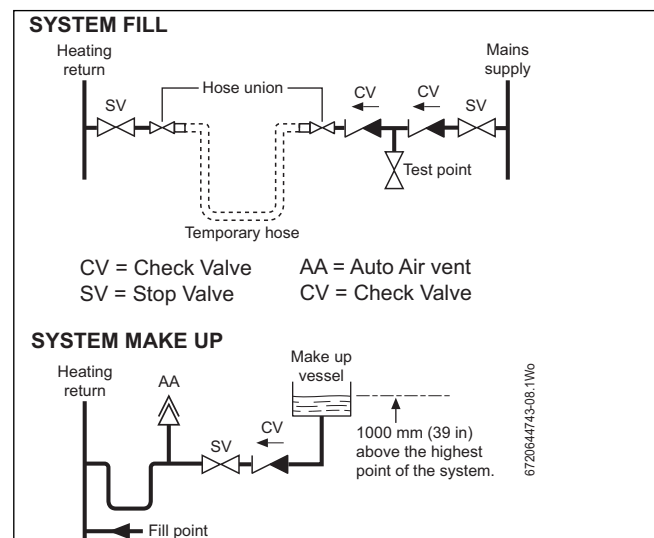 SYSTEM FILL
Heating
return
Mains
supply
Hose union
SV
CV
CV
SV
Test point
Temporary hose
CV = Check Valve
AA = Auto Air vent
SV = Stop Valve
CV = Check Valve
SYSTEM MAKE UP
Heating
return
AA
SV
CV
Make up
vessel
1000 mm (39 in)
above the highest
point of the system.
Fill point
6720644743-08.1Wo